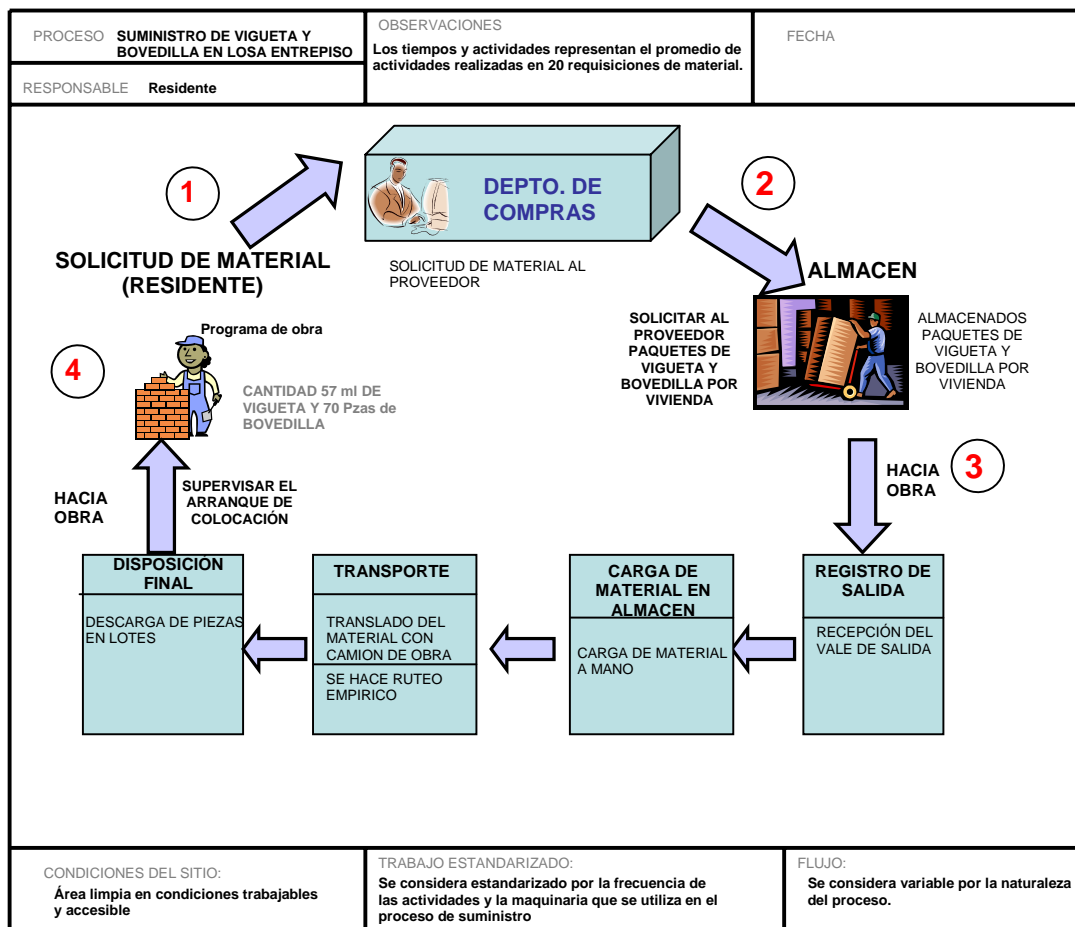 PROCESO SUMINISTRO DE VIGUETA Y
BOVEDILLA EN LOSA ENTREPISO
RESPONSABLE Residente
OBSERVACIONES
Los tiempos y actividades representan el promedio de
actividades realizadas en 20 requisiciones de material.
FECHA
1
SOLICITUD DE MATERIAL
(RESIDENTE)
DEPTO. DE
COMPRAS
SOLICITUD DE MATERIAL AL
PROVEEDOR
2
ALMACEN
SOLICITAR AL
PROVEEDOR
PAQUETES DE
VIGUETA Y
BOVEDILLA POR
VIVIENDA
ALMACENADOS
PAQUETES DE
VIGUETA Y
BOVEDILLA POR
VIVIENDA
Programa de obra
4
CANTIDAD 57 ml DE
VIGUETA Y 70 Pzas de
BOVEDILLA
HACIA
OBRA
3
HACIA
OBRA
SUPERVISAR EL
ARRANQUE DE
COLOCACIÓN
DISPOSICIÓN
FINAL
DESCARGA DE PIEZAS
EN LOTES
TRANSPORTE
TRANSLADO DEL
MATERIAL CON
CAMION DE OBRA
SE HACE RUTEO
EMPIRICO
CARGA DE
MATERIAL EN
ALMACEN
CARGA DE MATERIAL
A MANO
REGISTRO DE
SALIDA
RECEPCIÓN DEL
VALE DE SALIDA
CONDICIONES DEL SITIO:
Área limpia en condiciones trabajables
y accesible
TRABAJO ESTANDARIZADO:
Se considera estandarizado por la frecuencia de
las actividades y la maquinaria que se utiliza en el
proceso de suministro
FLUJO:
Se considera variable por la naturaleza
del proceso.